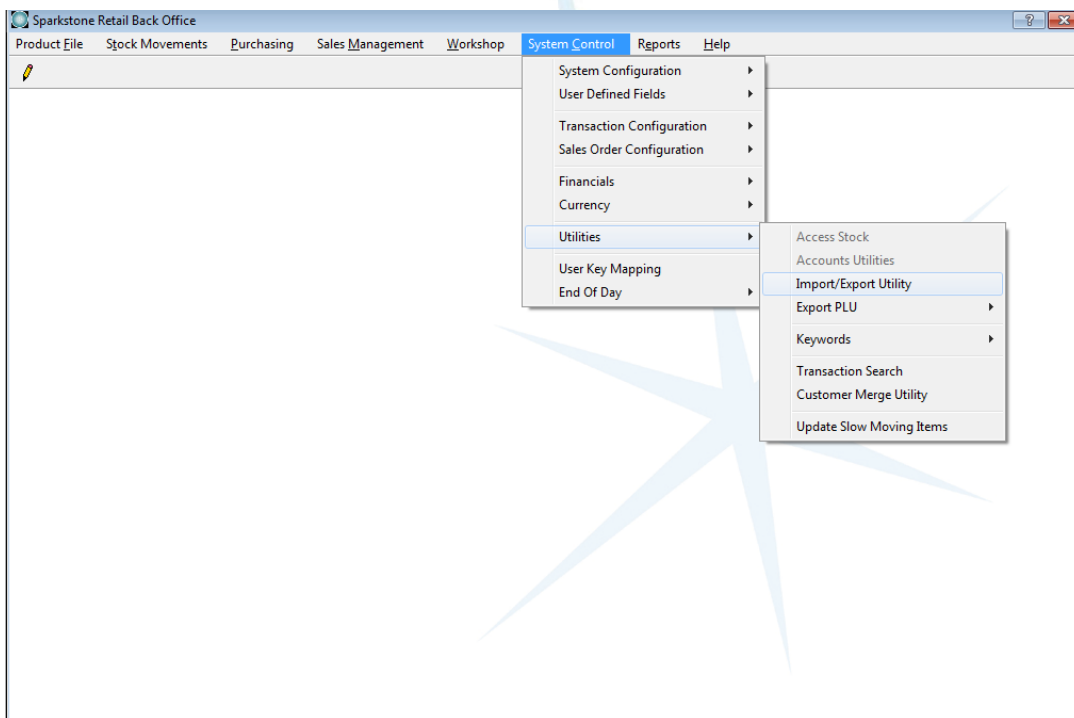 Sparkstone Retail Back Office
?
Product File Stock Movements Purchasing Sales Management Workshop System Control Reports Help
System Configuration
User Defined Fields
Transaction Configuration
Sales Order Configuration
Financials
Currency
Utilities
User Key Mapping
End Of Day
Access Stock
Accounts Utilities
Import/Export Utility
Export PLU
Keywords
Transaction Search
Customer Merge Utility
Update Slow Moving Items